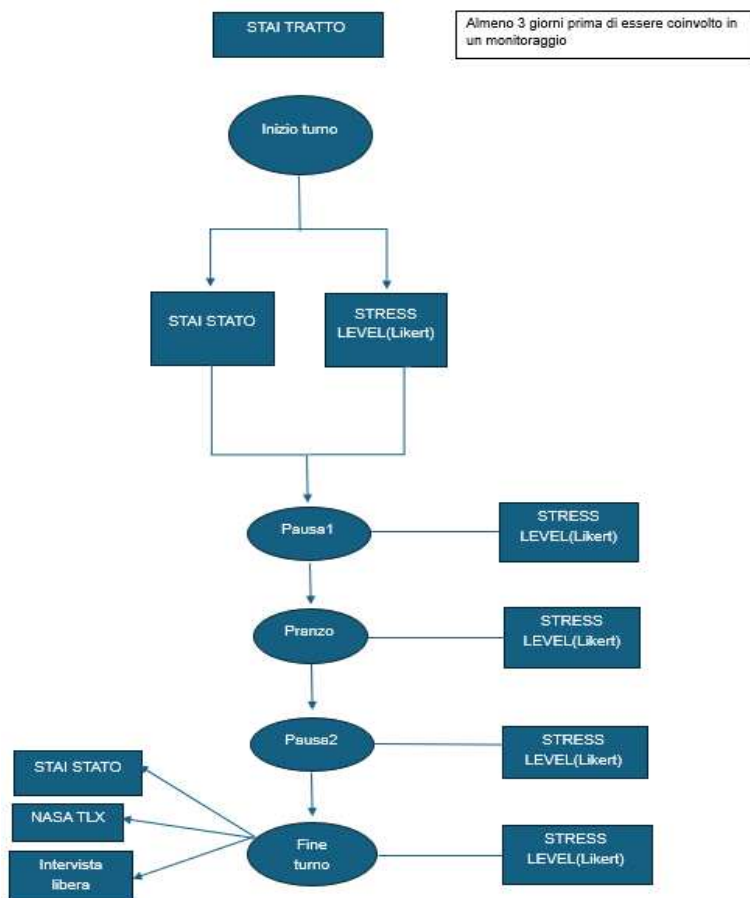 STAI TRATTO
Almeno 3 giorni prima di essere coinvolto in
un monitoraggio
Inizio turno
STAI STATO
STRESS
LEVEL(Likert)
Pausa1
STRESS
LEVEL(Likert)
Pranzo
STRESS
LEVEL(Likert)
Pausa2
STRESS
LEVEL(Likert)
STAI STATO
NASA TLX
Intervista
libera
Fine
turno
STRESS
LEVEL(Likert)